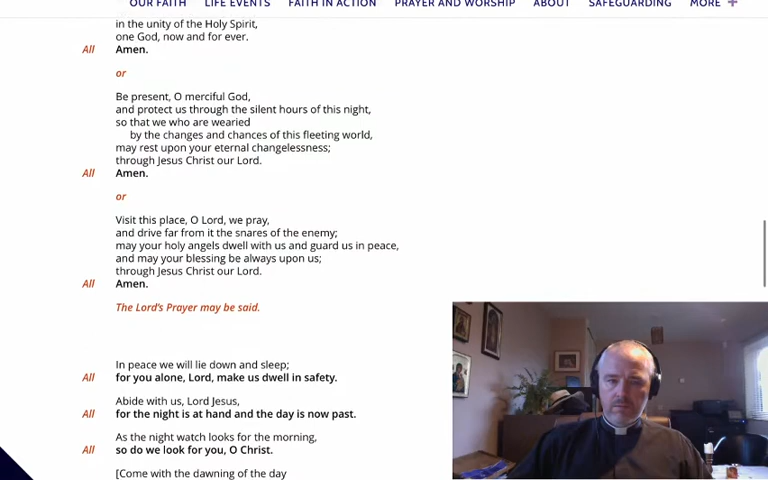 OUR FAITH LIFE EVENTS FAITH IN ACTION PRAYER AND WORSHIP ABOUT SAFEGUARDING MORE +
in the unity of the Holy Spirit,
one God, now and for ever.
All Amen.
or
Be present, O merciful God,
and protect us through the silent hours of this night,
so that we who are wearied
by the changes and chances of this fleeting world,
may rest upon your eternal changelessness;
through Jesus Christ our Lord.
All Amen.
or
Visit this place, O Lord, we pray,
and drive far from it the snares of the enemy;
may your holy angels dwell with us and guard us in peace,
and may your blessing be always upon us;
through Jesus Christ our Lord.
All Amen.
The Lord's Prayer may be said.
In peace we will lie down and sleep;
All for you alone, Lord, make us dwell in safety.
Abide with us, Lord Jesus,
All for the night is at hand and the day is now past.
As the night watch looks for the morning,
All so do we look for you, O Christ.
[Come with the dawning of the day